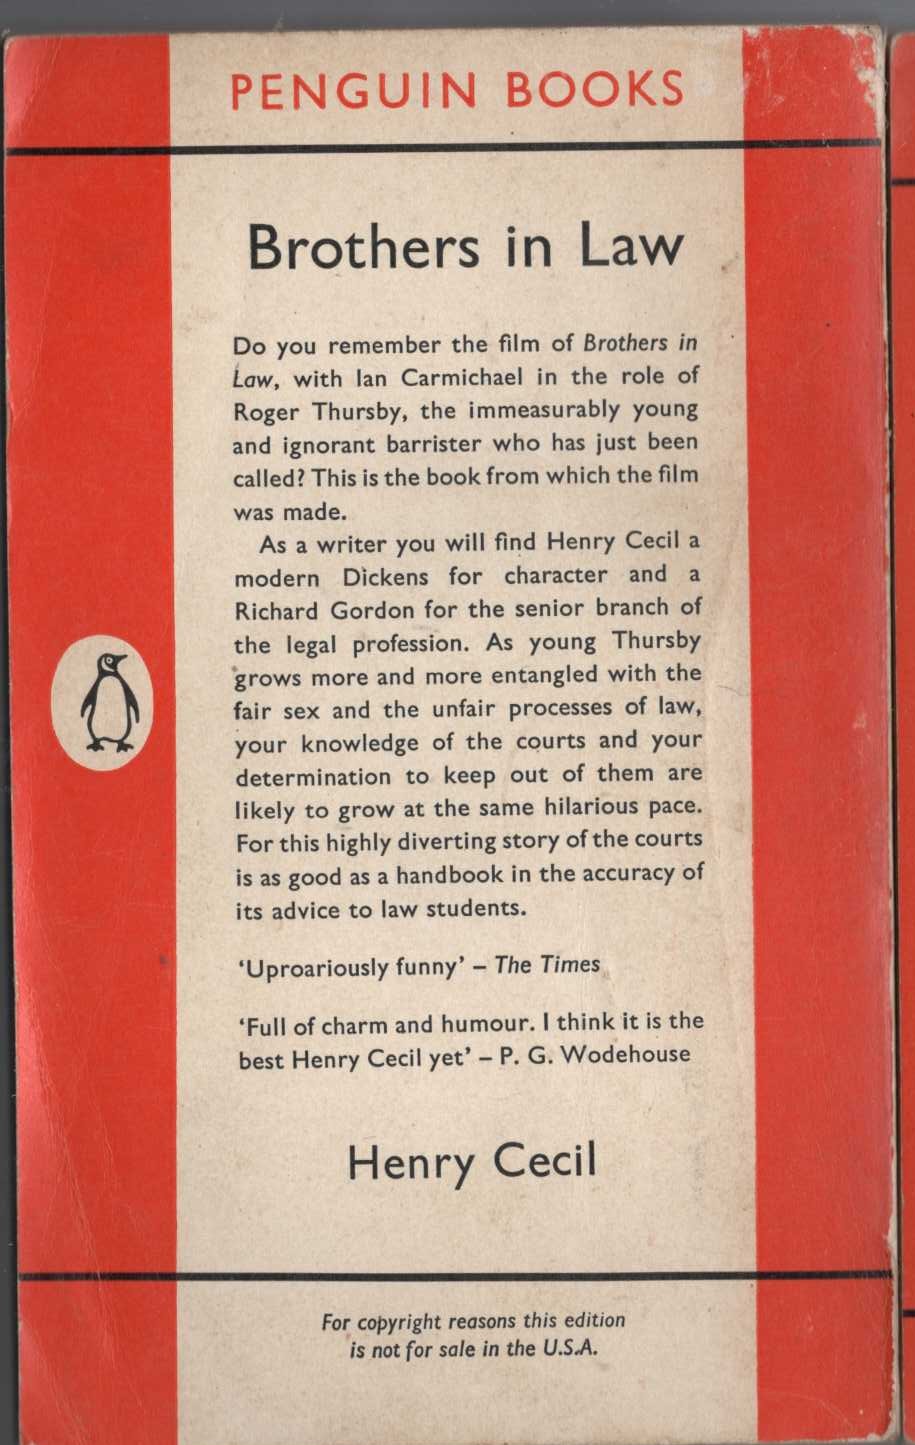 PENGUIN BOOKS
Brothers in Law
Do you remember the film of Brothers in
Law, with Ian Carmichael in the role of
Roger Thursby, the immeasurably young
and ignorant barrister who has just been
called? This is the book from which the film
was made.
As a writer you will find Henry Cecil a
modern Dickens for character and a
Richard Gordon for the senior branch of
the legal profession. As young Thursby
grows more and more entangled with the
fair sex and the unfair processes of law,
your knowledge of the courts and your
determination to keep out of them are
likely to grow at the same hilarious pace.
For this highly diverting story of the courts
is as good as a handbook in the accuracy of
its advice to law students.
‘Uproariously funny’ – The Times
‘Full of charm and humour. I think it is the
best Henry Cecil yet’ – P. G. Wodehouse
Henry Cecil
For copyright reasons this edition
is not for sale in the U.S.A.